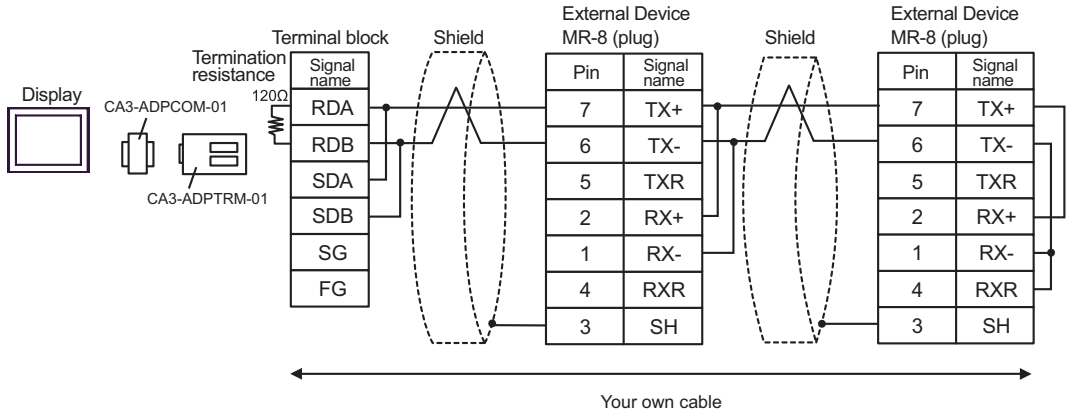 Display
CA3-ADPCOM-01
CA3-ADPTRM-01
Termination
resistance
120Ω
Terminal block
Signal
name
RDA
RDB
SDA
SDB
SG
FG
Shield
External Device
MR-8 (plug)
Pin Signal
name
7 TX+
6 TX-
5 TXR
2 RX+
1 RX-
4 RXR
3 SH
Shield
External Device
MR-8 (plug)
Pin Signal
name
7 TX+
6 TX-
5 TXR
2 RX+
1 RX-
4 RXR
3 SH
Your own cable